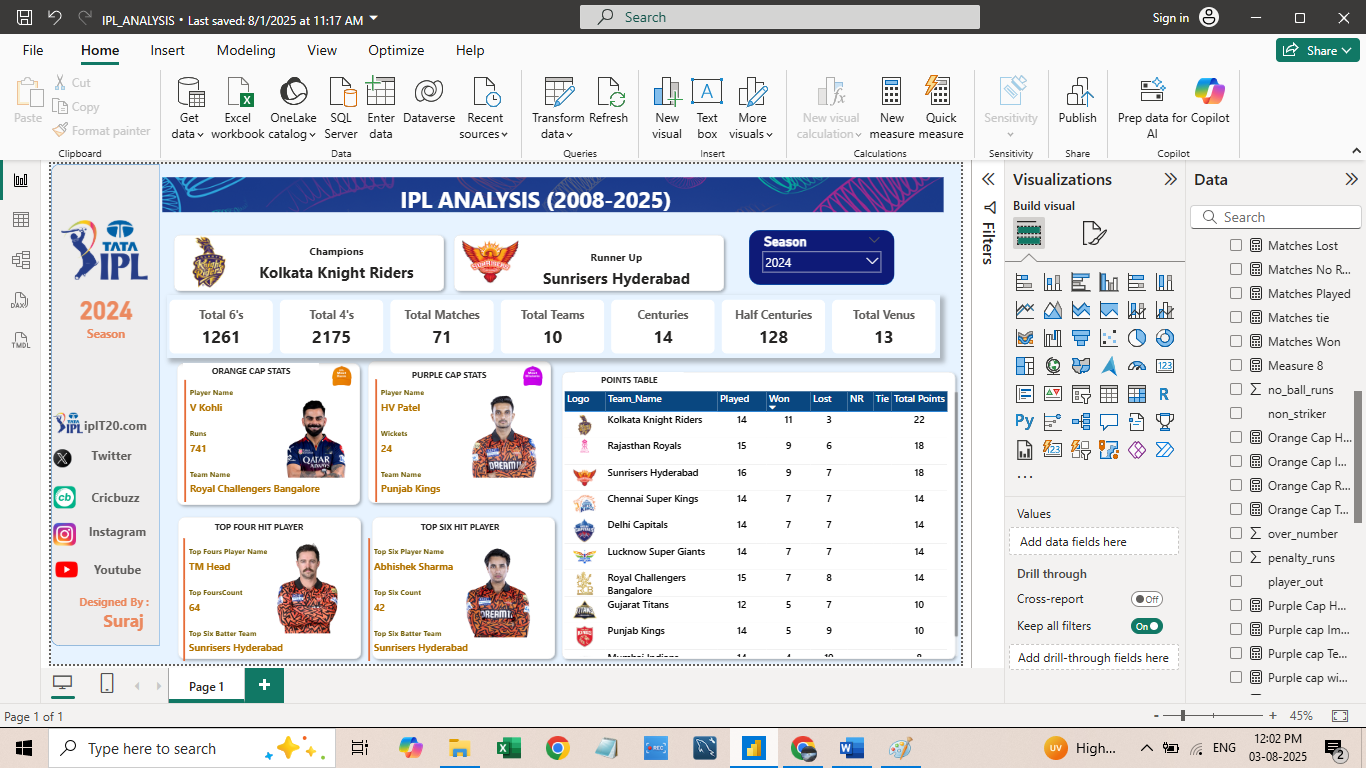 IPL_ANALYSIS • Last saved: 8/1/2025 at 11:17 AM
Search
Sign in
File Home Insert Modeling View Optimize Help
Share
Paste
Cut
Copy
Format painter
Clipboard
Get data
Excel workbook
OneLake catalog
SQL Server
Enter data
Dataverse
Recent sources
Data
Transform data
Refresh
Queries
New visual
Text box
More visuals
Insert
New visual calculation
New measure
Quick measure
Calculations
Sensitivity
Sensitivity
Publish
Share
Prep data for AI
Copilot
Copilot
TATA
IPL
2024
Season
iplT20.com
Twitter
Cricbuzz
Instagram
Youtube
Designed By :
Suraj
IPL ANALYSIS (2008-2025)
Champions
Kolkata Knight Riders
Runner Up
Sunrisers Hyderabad
Season
2024
Total 6's
1261
Total 4's
2175
Total Matches
71
Total Teams
10
Centuries
14
Half Centuries
128
Total Venus
13
ORANGE CAP STATS
Player Name
V Kohli
Runs
741
Team Name
Royal Challengers Bangalore
PURPLE CAP STATS
Player Name
HV Patel
Wickets
24
Team Name
Punjab Kings
TOP FOUR HIT PLAYER
Top Fours Player Name
TM Head
Top FoursCount
64
Top Six Batter Team
Sunrisers Hyderabad
TOP SIX HIT PLAYER
Top Six Player Name
Abhishek Sharma
Top Six Count
42
Top Six Batter Team
Sunrisers Hyderabad
POINTS TABLE
Logo Team_Name Played Won Lost NR Tie Total Points
Kolkata Knight Riders 14 11 3 22
Rajasthan Royals 15 9 6 18
Sunrisers Hyderabad 16 9 7 18
Chennai Super Kings 14 7 7 14
Delhi Capitals 14 7 7 14
Lucknow Super Giants 14 7 7 14
Royal Challengers Bangalore 15 7 8 14
Gujarat Titans 12 5 7 10
Punjab Kings 14 5 9 10
Filters
Visualizations
Build visual
Values
Add data fields here
Drill through
Cross-report Off
Keep all filters On
Add drill-through fields here
Data
Search
Matches Lost
Matches No R...
Matches Played
Matches tie
Matches Won
Measure 8
no_ball_runs
non_striker
Orange Cap H...
Orange Cap I...
Orange Cap R...
Orange Cap T...
over_number
penalty_runs
player_out
Purple Cap H...
Purple cap Im...
Purple cap Te...
Purple cap wi...
Page 1
Page 1 of 1
45%
Type here to search
High...
ENG
12:02 PM
03-08-2025
2